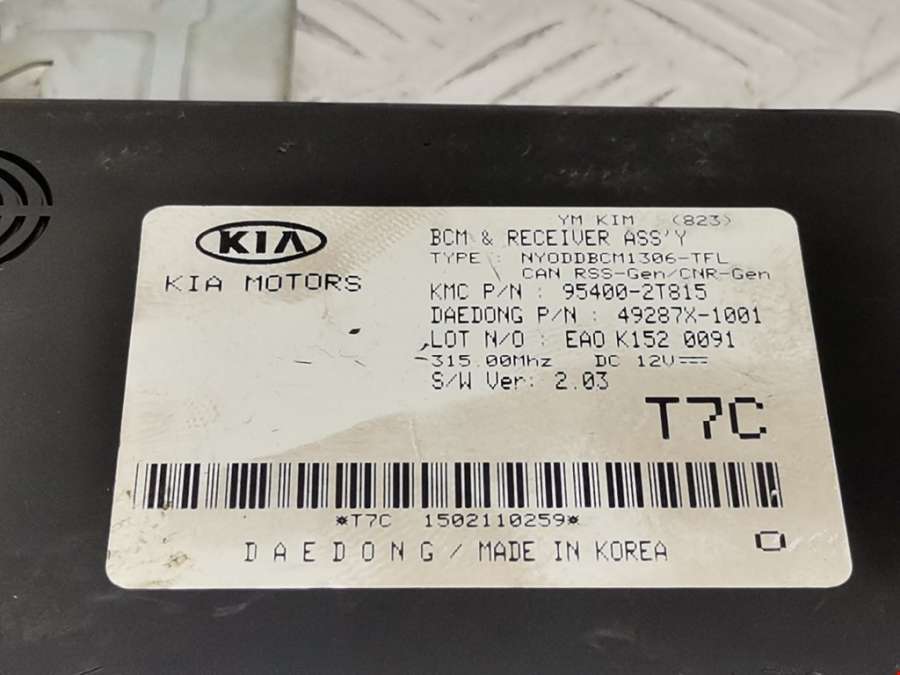 KIA
KIA MOTORS
YM KIM (823)
BCM & RECEIVER ASS'Y
TYPE : NYODDBCM1306-TFL
CAN RSS-Gen/CNR-Gen
KMC P/N : 95400-2T815
DAEDONG P/N : 49287X-1001
LOT N/O : EAO K152 0091
315.00Mhz DC 12V
S/W Ver: 2.03
T7C
*T7C 1502110259*
DAEDONG / MADE IN KOREA